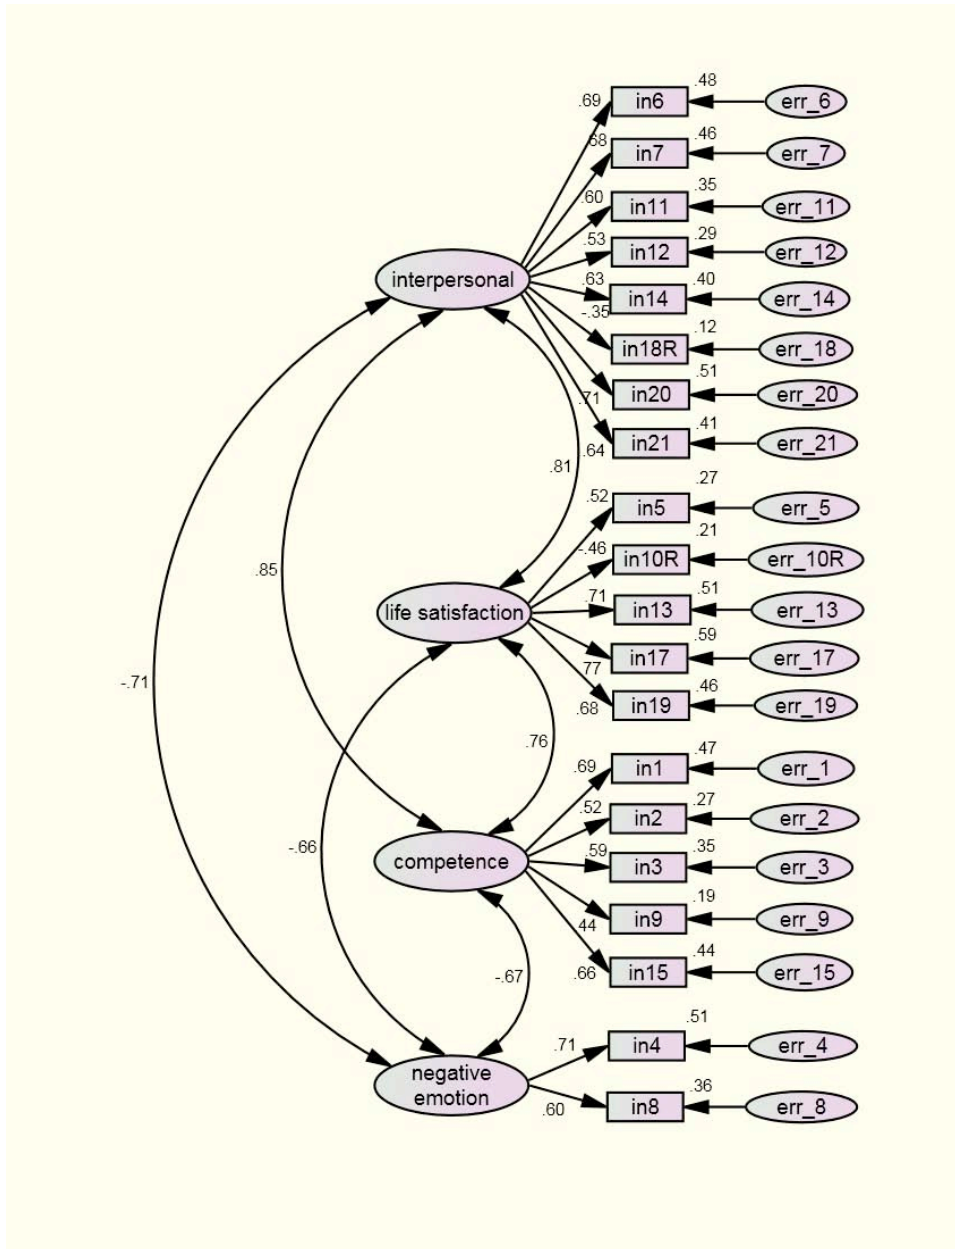 .48
.69 in6 err_6
.46
.68 in7 err_7
.35
.60 in11 err_11
.29
.53 in12 err_12
interpersonal
.63 in14 .40 err_14
-.35
.12
in18R err_18
.51
.71 in20 err_20
.41
.64 in21 err_21
.81
.27
.52 in5 err_5
.21
-.46 in10R err_10R
.85
.51
.71 in13 err_13
life satisfaction
.59
.77 in17 err_17
-.71
.46
.68 in19 err_19
.76
.47
.69 in1 err_1
.52 .27
in2 err_2
-.66
.59 .35
in3 err_3
competence
.19
.44 in9 err_9
.44
.66 in15 err_15
-.67
.51
.71 in4 err_4
negative
emotion
.36
.60 in8 err_8